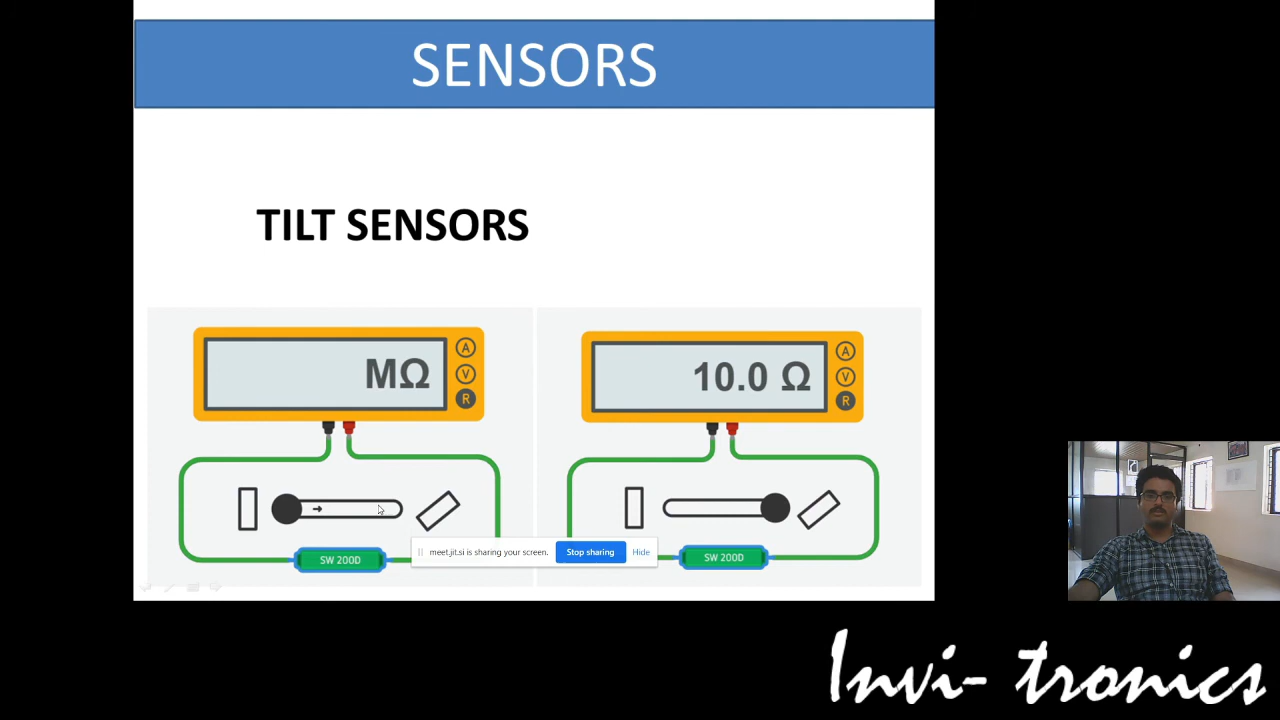 SENSORS
TILT SENSORS
MΩ
A
V
R
10.0 Ω
A
V
R
SW 200D
meet.jit.si is sharing your screen.
Stop sharing
Hide
SW 200D
Invi- tronics